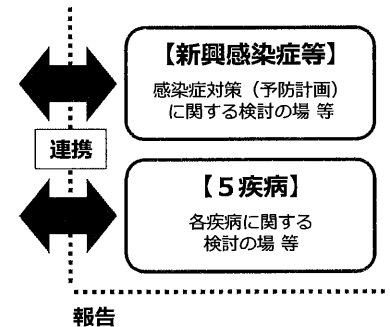 【新興感染症等】
感染症対策（予防計画）
に関する検討の場 等
連携
【５疾病】
各疾病に関する
検討の場 等
報告